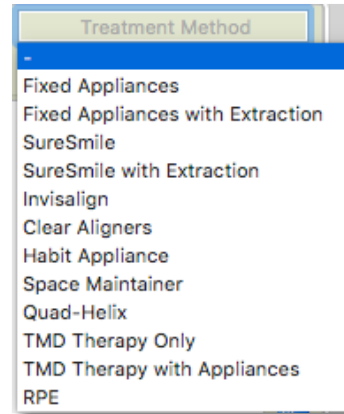 Treatment Method
-
Fixed Appliances
Fixed Appliances with Extraction
SureSmile
SureSmile with Extraction
Invisalign
Clear Aligners
Habit Appliance
Space Maintainer
Quad-Helix
TMD Therapy Only
TMD Therapy with Appliances
RPE